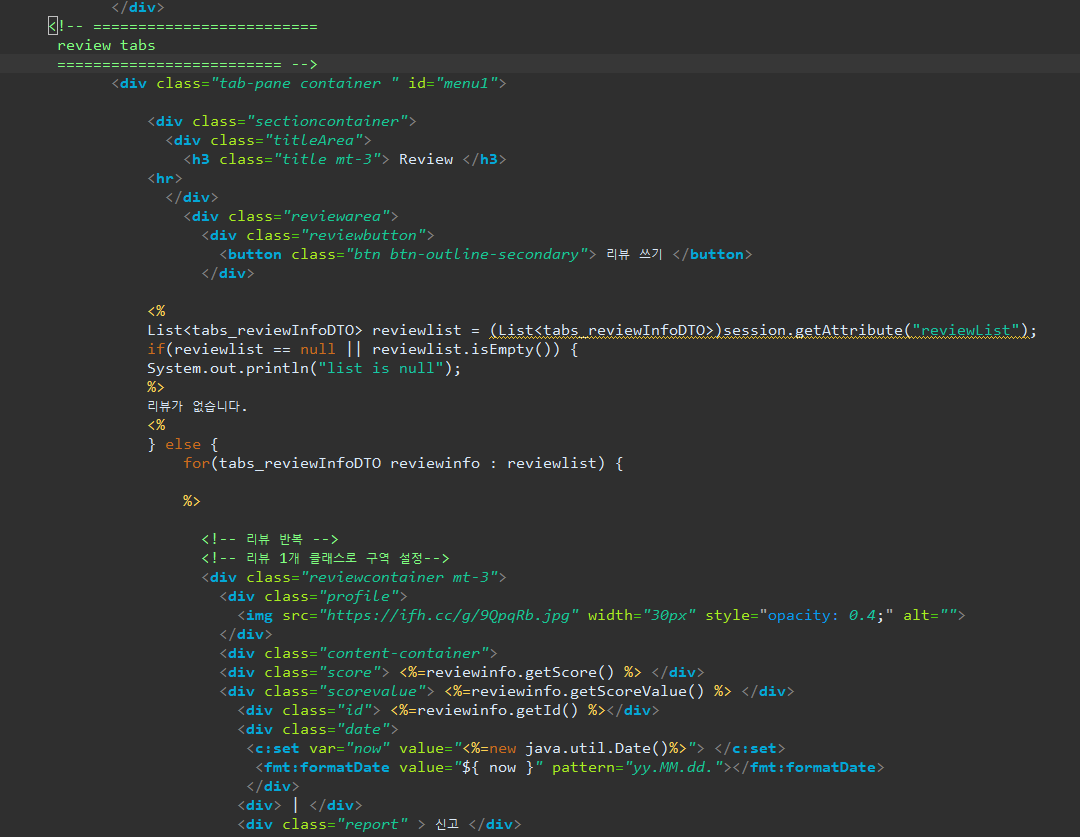 </div>
<!-- =========================
review tabs
========================= -->
<div class="tab-pane container " id="menu1">
<div class="sectioncontainer">
<div class="titleArea">
<h3 class="title mt-3"> Review </h3>
<hr>
</div>
<div class="reviewarea">
<div class="reviewbutton">
<button class="btn btn-outline-secondary"> 리뷰 쓰기 </button>
</div>
<%
List<tabs_reviewInfoDTO> reviewlist = (List<tabs_reviewInfoDTO>)session.getAttribute("reviewList");
if(reviewlist == null || reviewlist.isEmpty()) {
System.out.println("list is null");
%>
리뷰가 없습니다.
<%
} else {
for(tabs_reviewInfoDTO reviewinfo : reviewlist) {
%>
<!-- 리뷰 반복 -->
<!-- 리뷰 1개 클래스로 구역 설정-->
<div class="reviewcontainer mt-3">
<div class="profile">
<img src="https://ifh.cc/g/9QpqRb.jpg" width="30px" style="opacity: 0.4;" alt="">
</div>
<div class="content-container">
<div class="score"> <%=reviewinfo.getScore() %> </div>
<div class="scorevalue"> <%=reviewinfo.getScoreValue() %> </div>
<div class="id"> <%=reviewinfo.getId() %></div>
<div class="date">
<c:set var="now" value="<%=new java.util.Date()%>"> </c:set>
<fmt:formatDate value="${ now }" pattern="yy.MM.dd."></fmt:formatDate>
</div>
<div> | </div>
<div class="report" > 신고 </div>